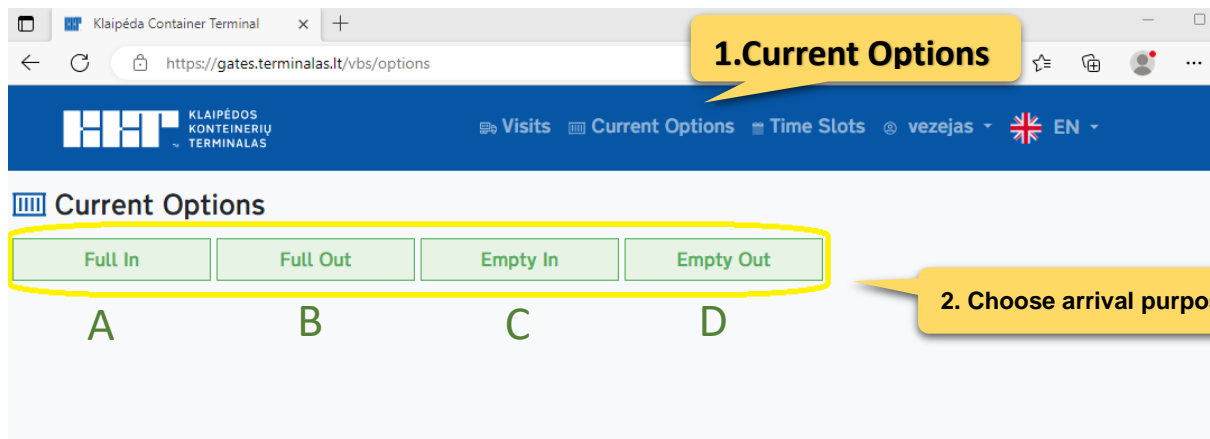 Klaipéda Container Terminal
1.Current Options
https://gates.terminalas.lt/vbs/options
KLAIPĖDOS
KONTEINERIŲ
TERMINALAS
Visits Current Options Time Slots vezejas EN
Current Options
Full In Full Out Empty In Empty Out
A B C D
2. Choose arrival purpos